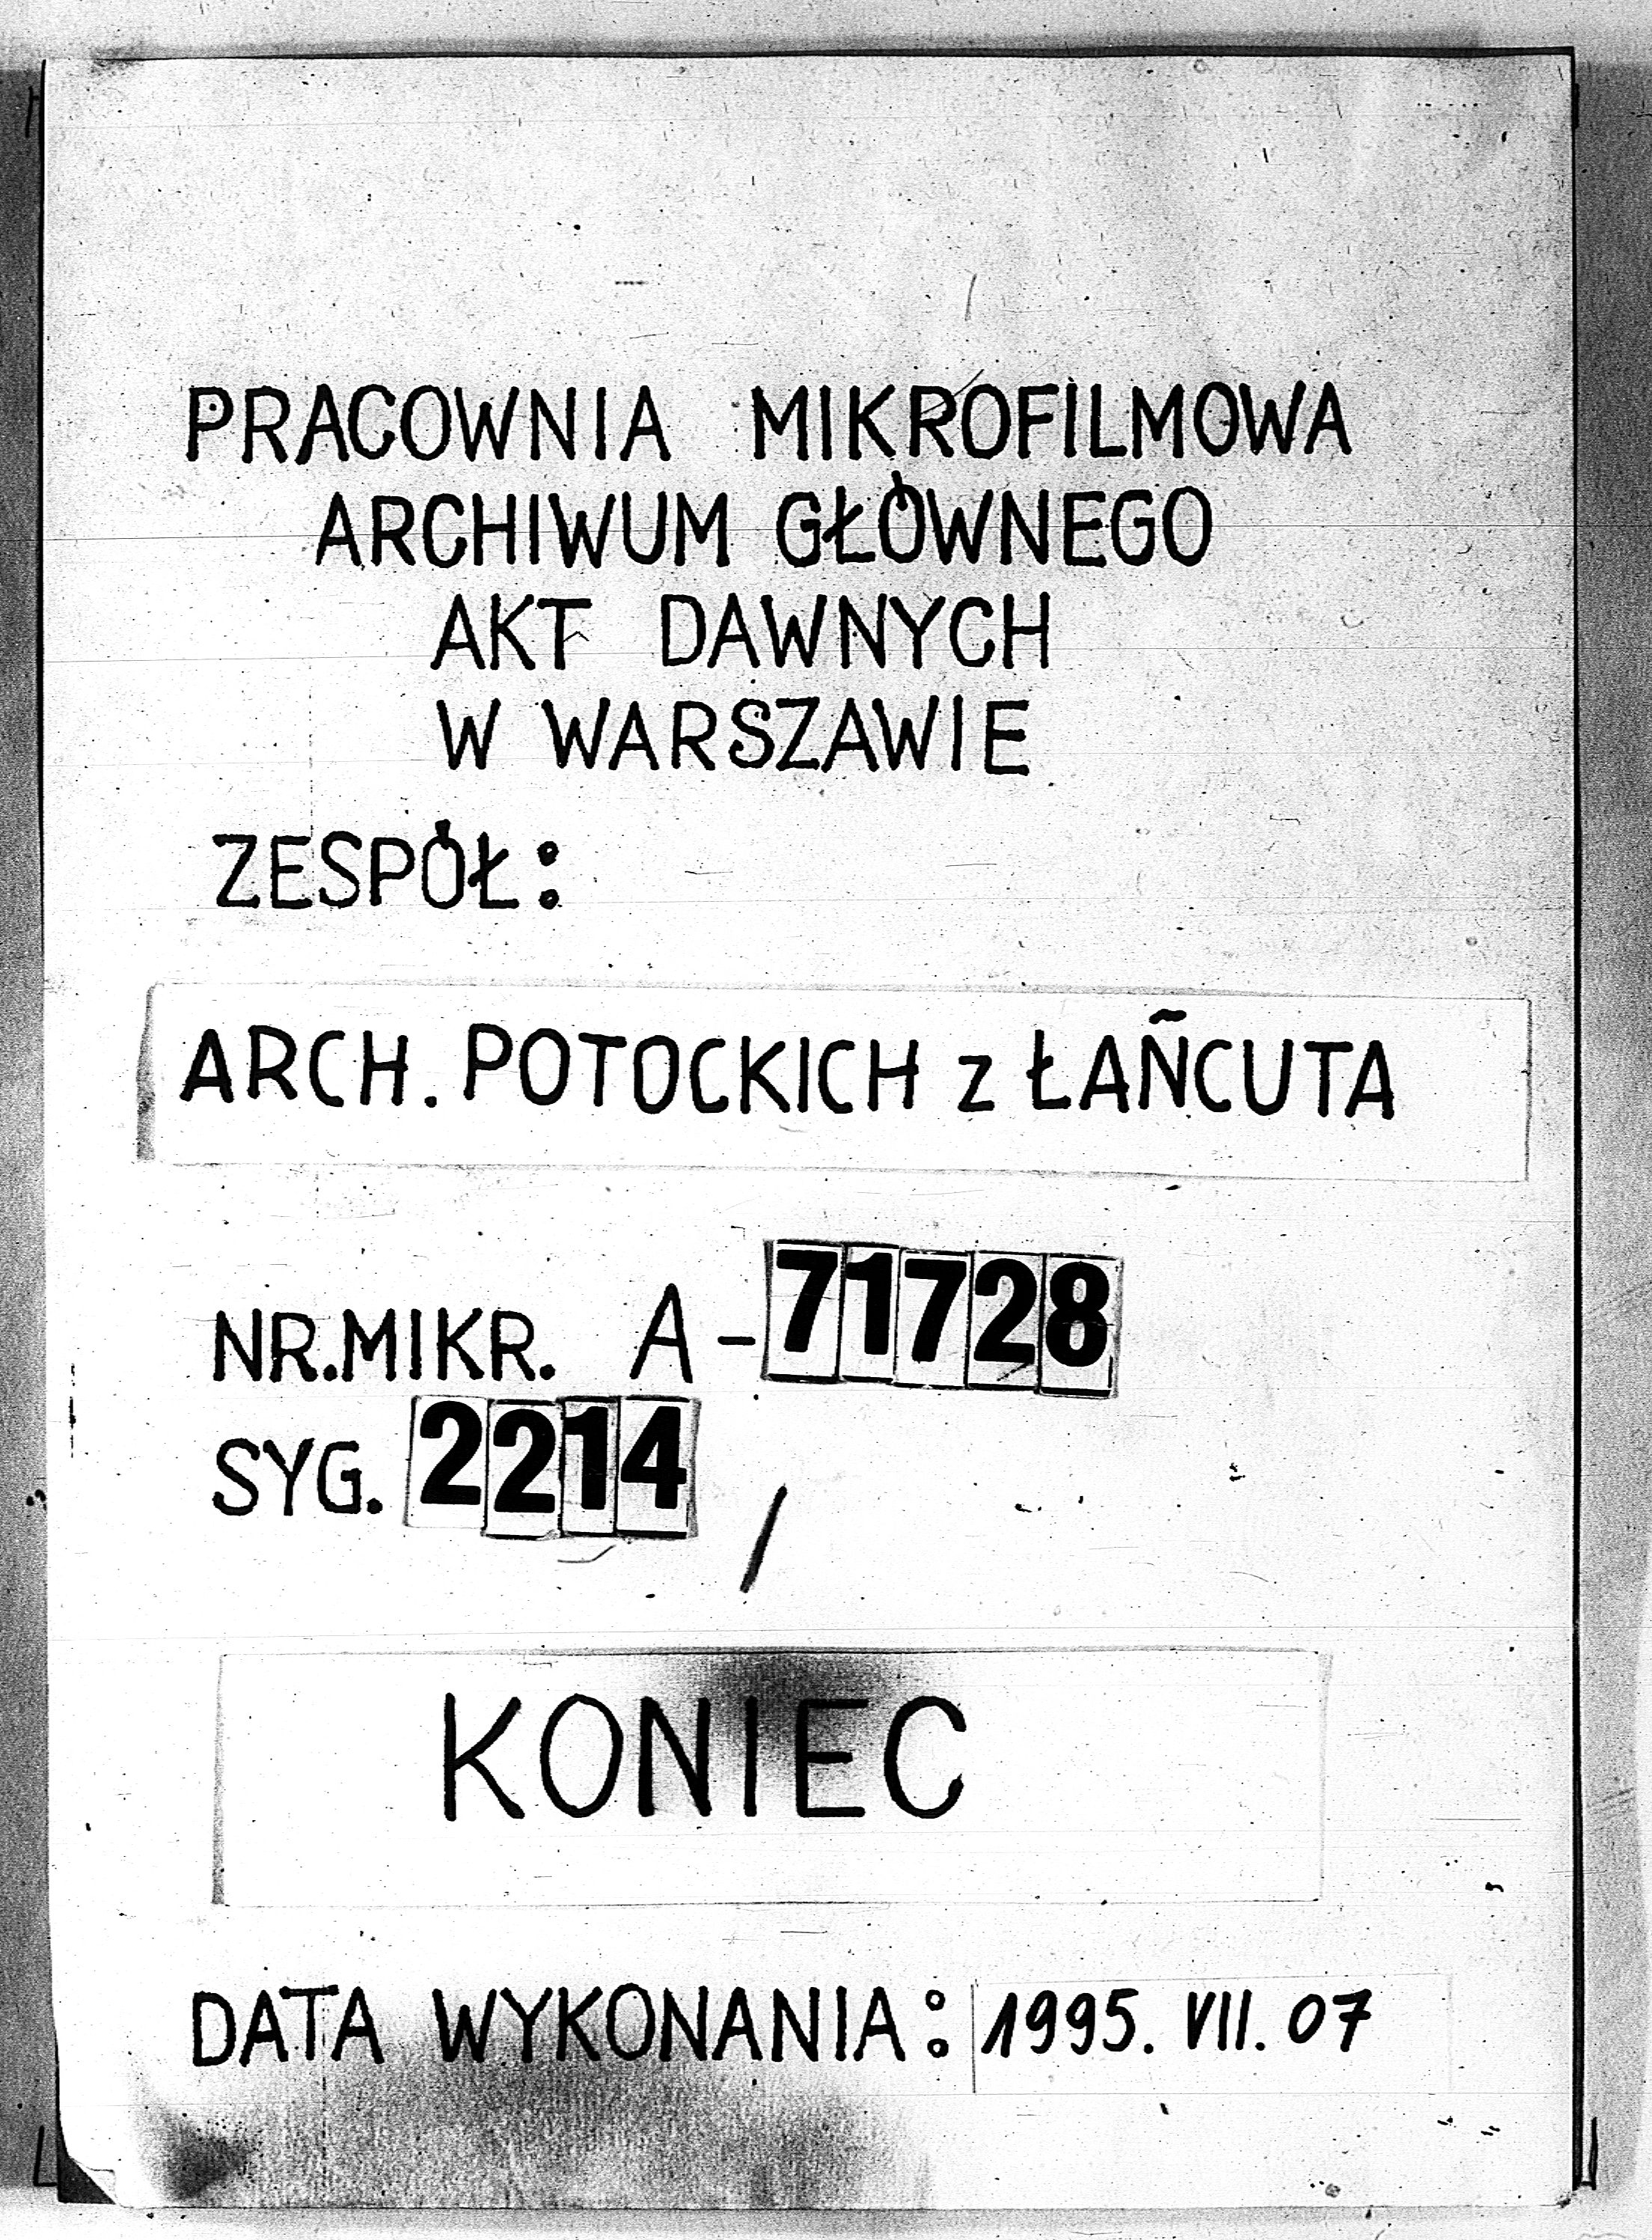 PRACOWNIA MIKROFILMOWA
ARCHIWUM GŁÓWNEGO
AKT DAWNYCH
W WARSZAWIE
ZESPÓŁ:
ARCH. POTOCKICH z ŁAŃCUTA
NR.MIKR. A-71728
SYG. 2214 /
KONIEC
DATA WYKONANIA: 1995. VII. 07